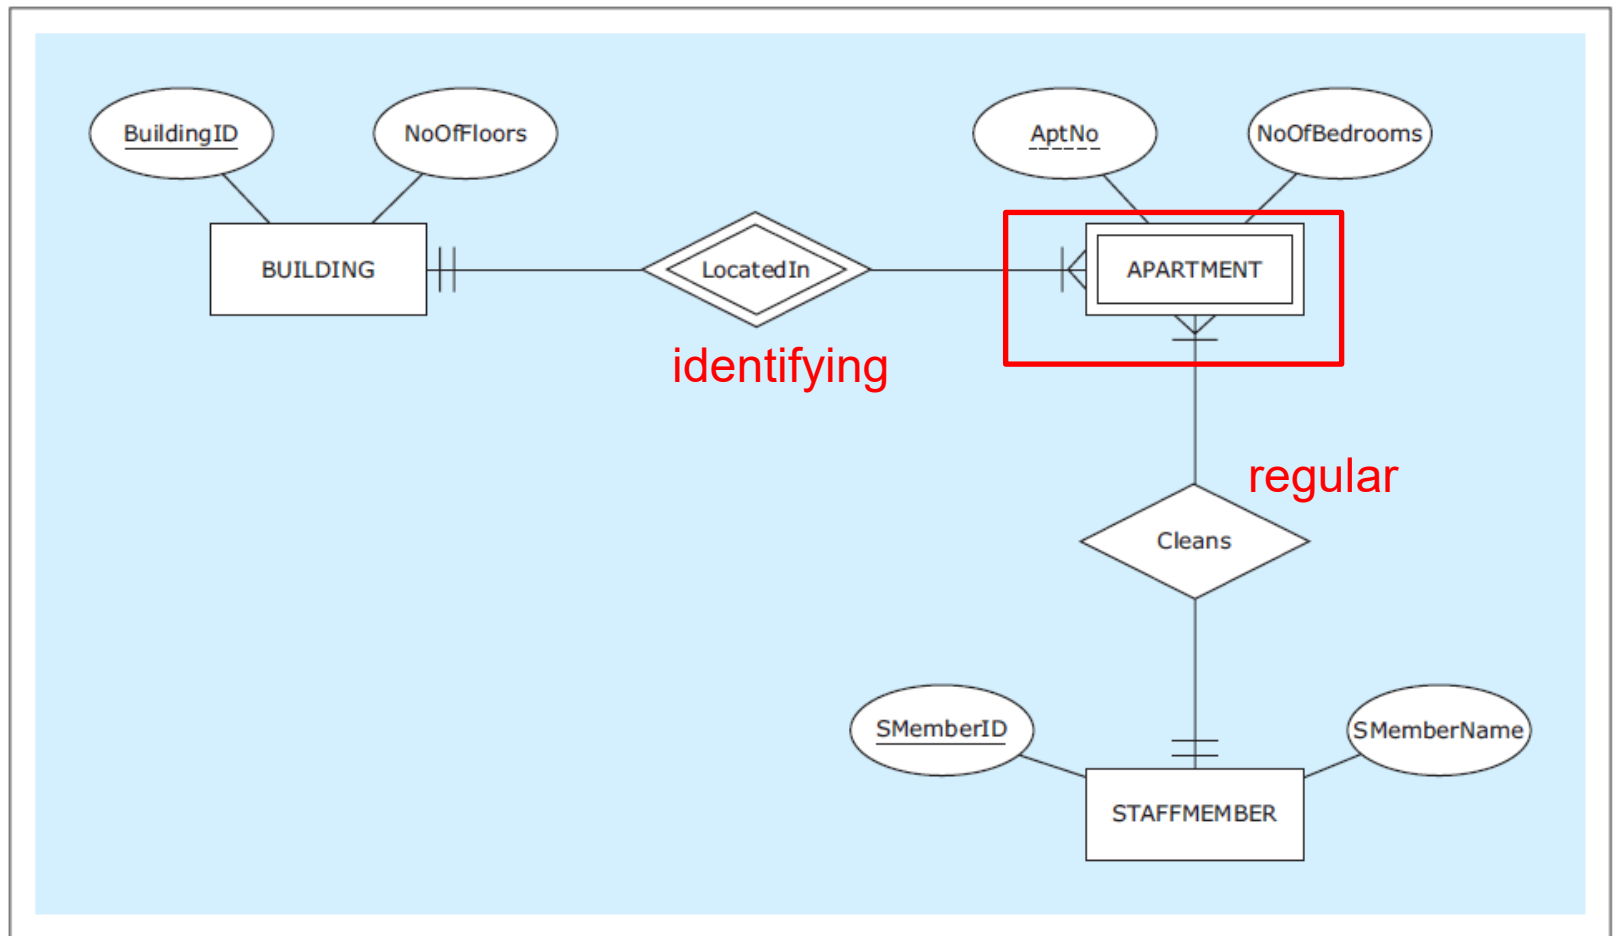 BuildingID
NoOfFloors
AptNo
NoOfBedrooms
BUILDING
LocatedIn
APARTMENT
identifying
regular
Cleans
SMemberID
SMemberName
STAFFMEMBER